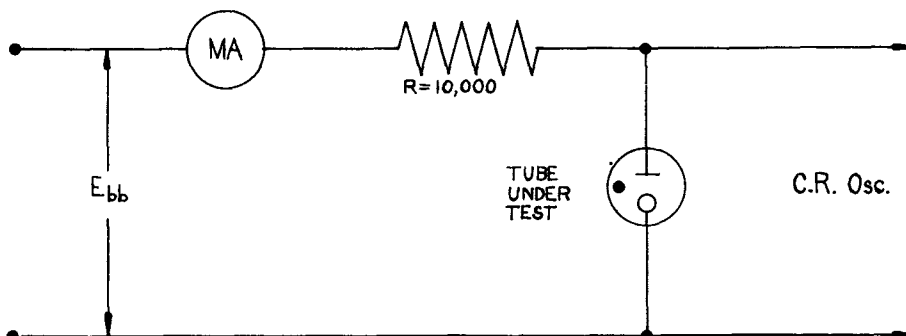 MA
R=10,000
Ebb
TUBE
UNDER
TEST
C.R. Osc.